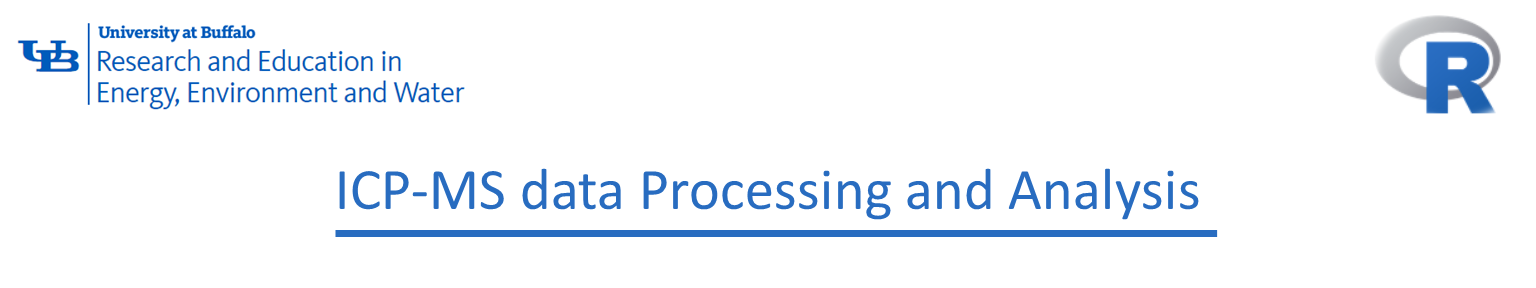 UB
University at Buffalo
Research and Education in
Energy, Environment and Water
R
ICP-MS data Processing and Analysis